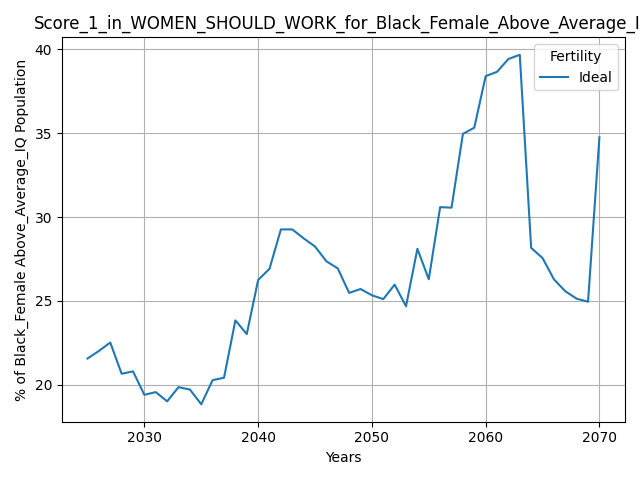 Score_1_in_WOMEN_SHOULD_WORK_for_Black_Female_Above_Average_I
% of Black_Female Above_Average_IQ Population
40
35
30
25
20
Fertility
Ideal
2030 2040 2050 2060 2070
Years